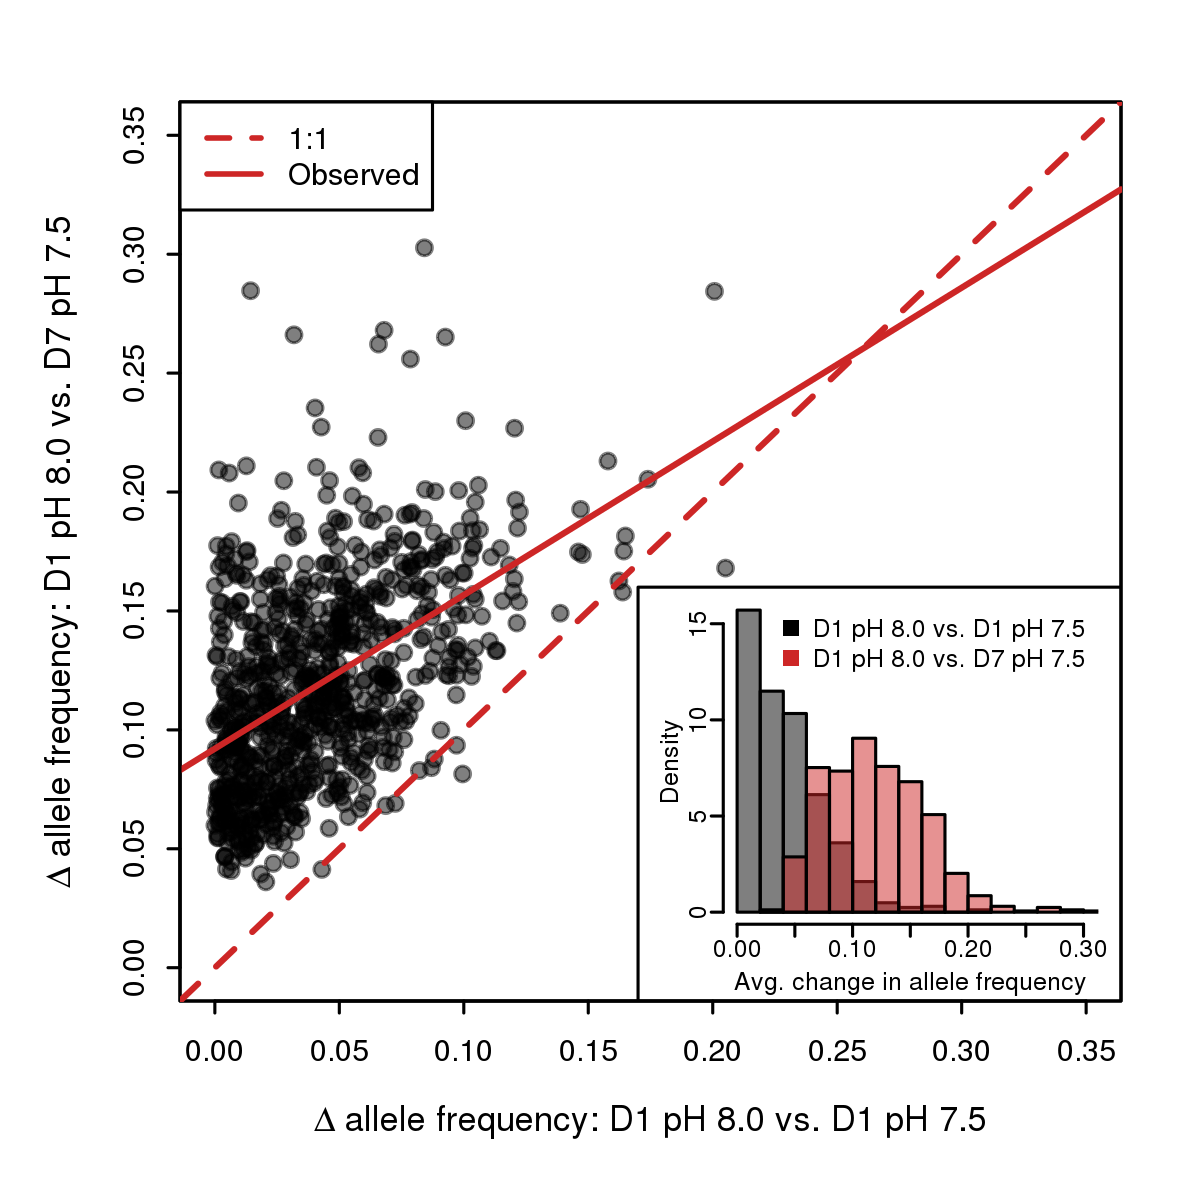 1:1
Observed
Δ allele frequency: D1 pH 8.0 vs. D7 pH 7.5
0.35
0.30
0.25
0.20
0.15
0.10
0.05
0.00
0.00 0.05 0.10 0.15 0.20 0.25 0.30 0.35
Δ allele frequency: D1 pH 8.0 vs. D1 pH 7.5
D1 pH 8.0 vs. D1 pH 7.5
D1 pH 8.0 vs. D7 pH 7.5
Density
15
10
5
0
0.00 0.10 0.20 0.30
Avg. change in allele frequency